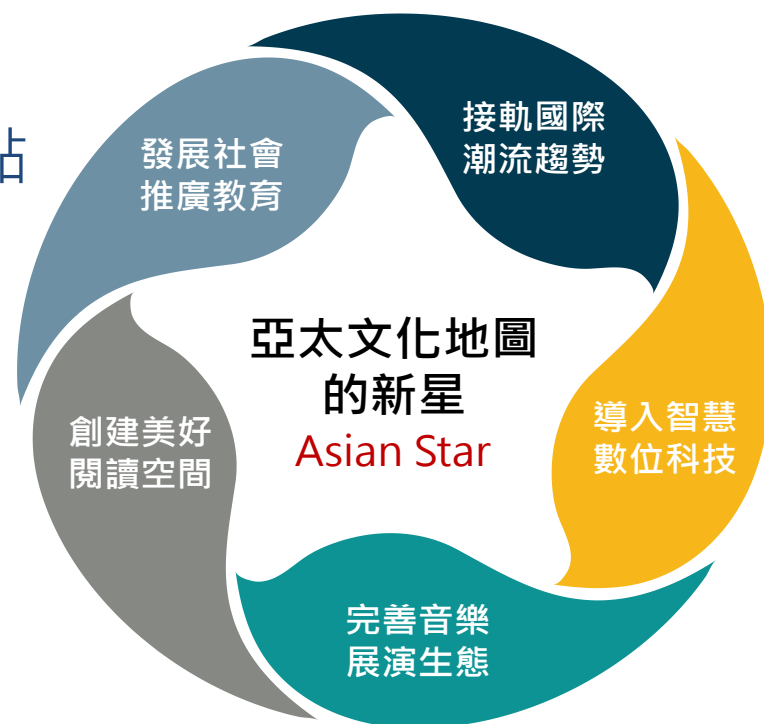 點
接軌國際
潮流趨勢
發展社會
推廣教育
亞太文化地圖
的新星
Asian Star
導入智慧
數位科技
創建美好
閱讀空間
完善音樂
展演生態